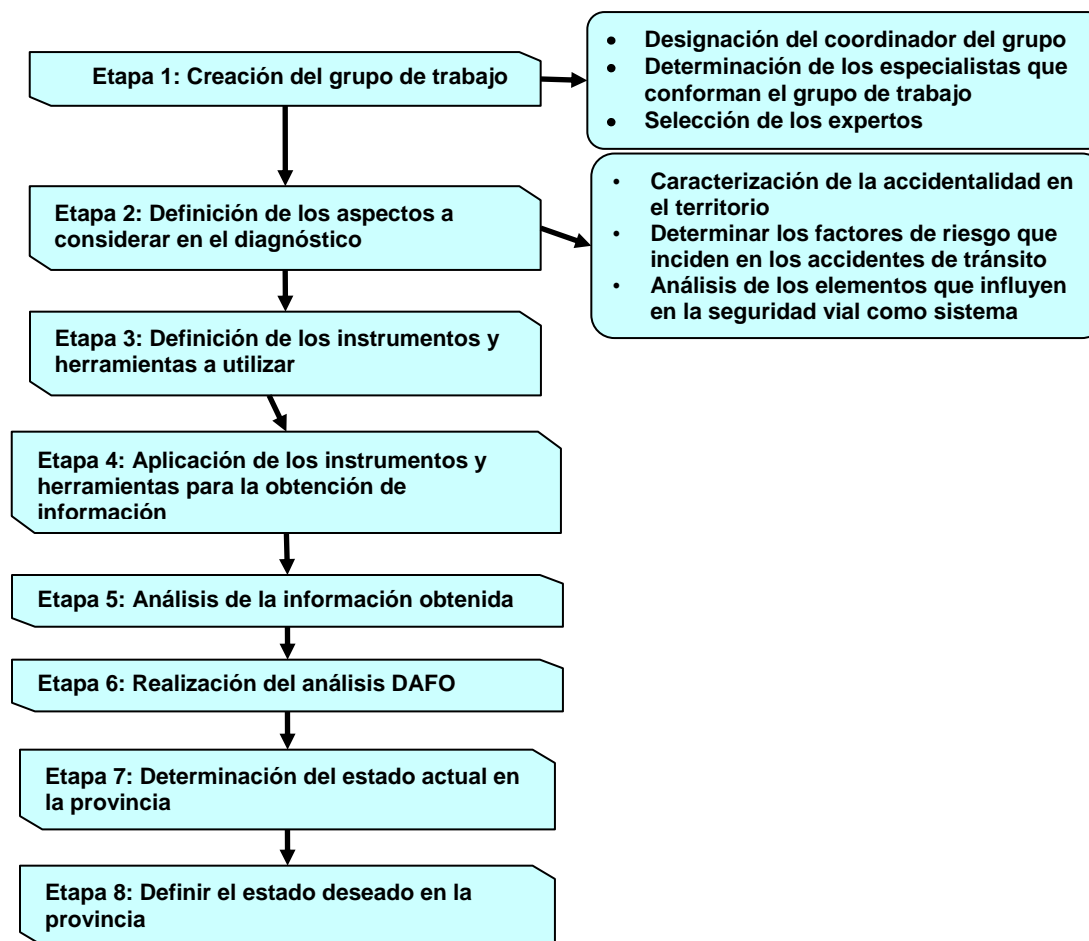 Etapa 1: Creación del grupo de trabajo
• Designación del coordinador del grupo
• Determinación de los especialistas que
conforman el grupo de trabajo
• Selección de los expertos
Etapa 2: Definición de los aspectos a
considerar en el diagnóstico
• Caracterización de la accidentalidad en
el territorio
• Determinar los factores de riesgo que
inciden en los accidentes de tránsito
• Análisis de los elementos que influyen
en la seguridad vial como sistema
Etapa 3: Definición de los instrumentos y
herramientas a utilizar
Etapa 4: Aplicación de los instrumentos y
herramientas para la obtención de
información
Etapa 5: Análisis de la información obtenida
Etapa 6: Realización del análisis DAFO
Etapa 7: Determinación del estado actual en
la provincia
Etapa 8: Definir el estado deseado en la
provincia